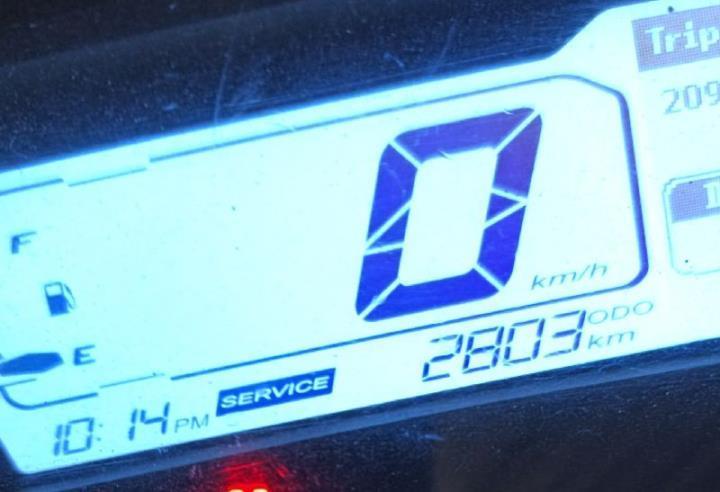 Trip
209
0
km/h
F
E
2803 ODO km
SERVICE
10:14 PM